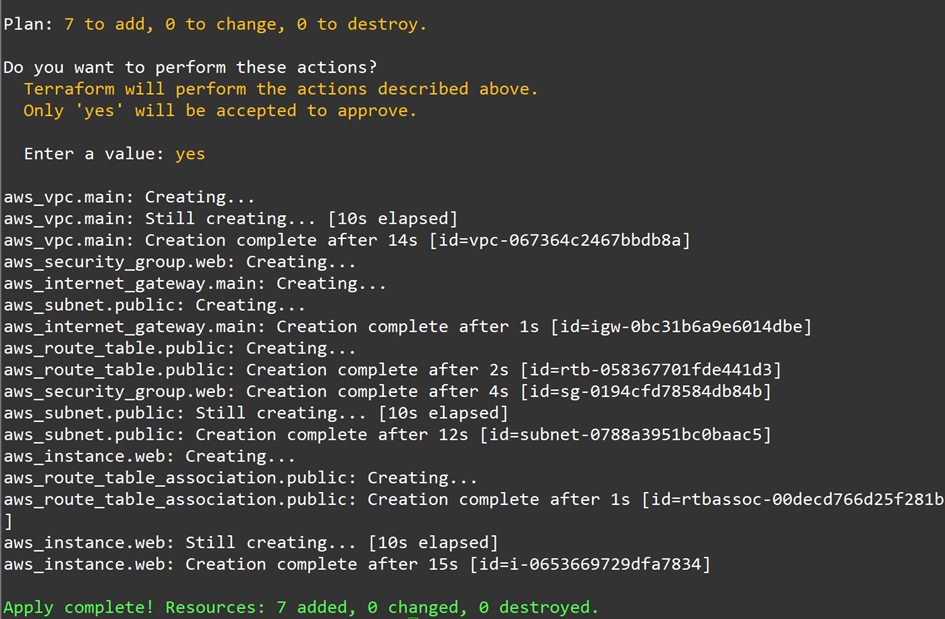 Plan: 7 to add, 0 to change, 0 to destroy.
Do you want to perform these actions?
Terraform will perform the actions described above.
Only 'yes' will be accepted to approve.
Enter a value: yes
aws_vpc.main: Creating...
aws_vpc.main: Still creating... [10s elapsed]
aws_vpc.main: Creation complete after 14s [id=vpc-067364c2467bbdb8a]
aws_security_group.web: Creating...
aws_internet_gateway.main: Creating...
aws_subnet.public: Creating...
aws_internet_gateway.main: Creation complete after 1s [id=igw-0bc31b6a9e6014dbe]
aws_route_table.public: Creating...
aws_route_table.public: Creation complete after 2s [id=rtb-058367701fde441d3]
aws_security_group.web: Creation complete after 4s [id=sg-0194cfd78584db84b]
aws_subnet.public: Still creating... [10s elapsed]
aws_subnet.public: Creation complete after 12s [id=subnet-0788a3951bc0baac5]
aws_instance.web: Creating...
aws_route_table_association.public: Creating...
aws_route_table_association.public: Creation complete after 1s [id=rtbassoc-00decd766d25f281b
]
aws_instance.web: Still creating... [10s elapsed]
aws_instance.web: Creation complete after 15s [id=i-0653669729dfa7834]
Apply complete! Resources: 7 added, 0 changed, 0 destroyed.